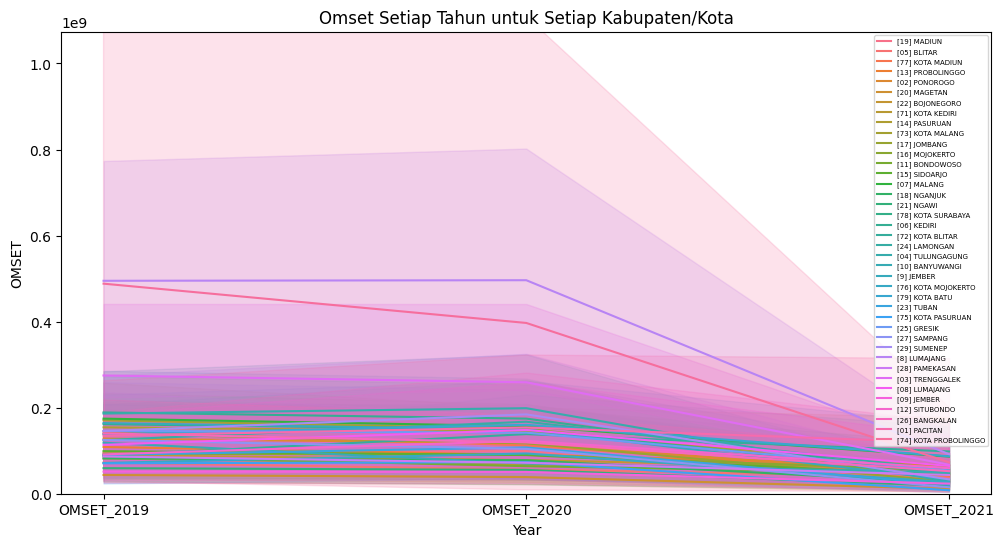 Omset Setiap Tahun untuk Setiap Kabupaten/Kota
1e9
1.0
0.8
0.6
0.4
0.2
0.0
OMSET
OMSET_2019
OMSET_2020
OMSET_2021
Year
[19] MADIUN
[05] BLITAR
[77] KOTA MADIUN
[13] PROBOLINGGO
[02] PONOROGO
[20] MAGETAN
[22] BOJONEGORO
[71] KOTA KEDIRI
[14] PASURUAN
[73] KOTA MALANG
[17] JOMBANG
[16] MOJOKERTO
[11] BONDOWOSO
[15] SIDOARJO
[07] MALANG
[18] NGANJUK
[21] NGAWI
[78] KOTA SURABAYA
[06] KEDIRI
[72] KOTA BLITAR
[24] LAMONGAN
[04] TULUNGAGUNG
[10] BANYUWANGI
[9] JEMBER
[76] KOTA MOJOKERTO
[79] KOTA BATU
[23] TUBAN
[75] KOTA PASURUAN
[25] GRESIK
[27] SAMPANG
[29] SUMENEP
[8] LUMAJANG
[28] PAMEKASAN
[03] TRENGGALEK
[08] LUMAJANG
[09] JEMBER
[12] SITUBONDO
[26] BANGKALAN
[01] PACITAN
[74] KOTA PROBOLINGGO